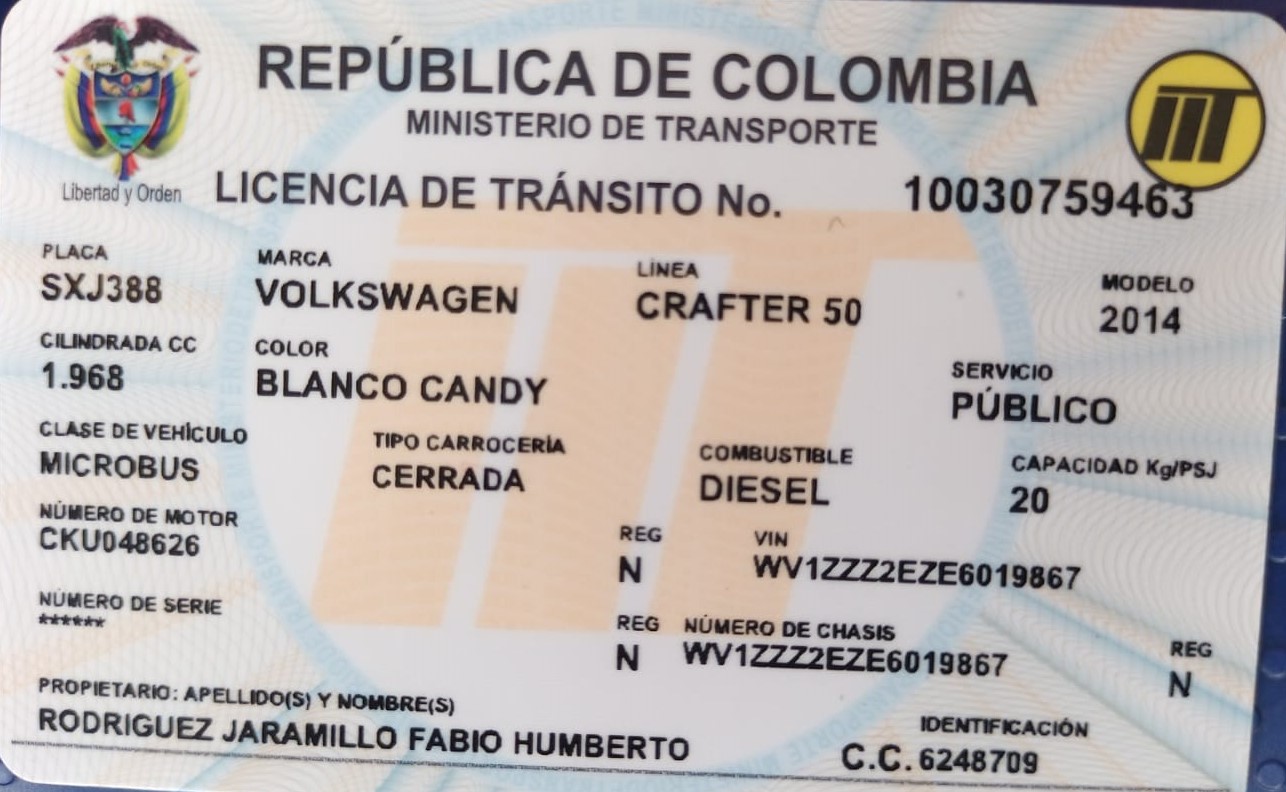 REPÚBLICA DE COLOMBIA
MINISTERIO DE TRANSPORTE
Libertad y Orden
LICENCIA DE TRÁNSITO No. 10030759463
PLACA MARCA LÍNEA MODELO
SXJ388 VOLKSWAGEN CRAFTER 50 2014
CILINDRADA CC COLOR SERVICIO
1.968 BLANCO CANDY PÚBLICO
CLASE DE VEHÍCULO TIPO CARROCERÍA COMBUSTIBLE CAPACIDAD Kg/PSJ
MICROBUS CERRADA DIESEL 20
NÚMERO DE MOTOR REG VIN
CKU048626 N WV1ZZZ2EZE6019867
NÚMERO DE SERIE REG NÚMERO DE CHASIS REG
****** N WV1ZZZ2EZE6019867 N
PROPIETARIO: APELLIDO(S) Y NOMBRE(S) IDENTIFICACIÓN
RODRIGUEZ JARAMILLO FABIO HUMBERTO C.C. 6248709